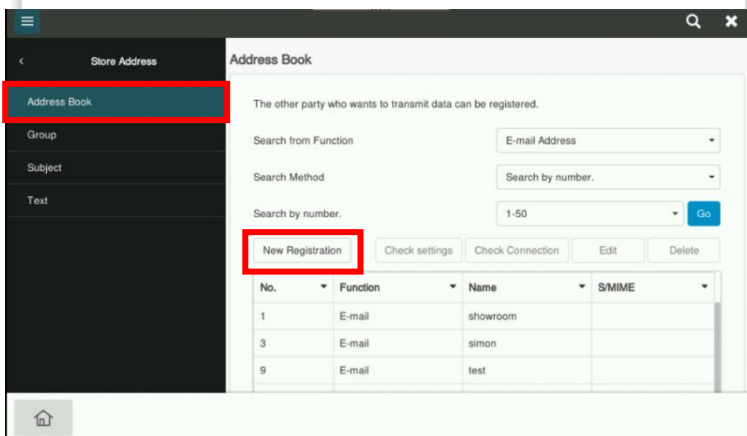 Store Address
Address Book
Group
Subject
Text
Address Book
The other party who wants to transmit data can be registered.
Search from Function E-mail Address
Search Method Search by number.
Search by number. 1-50 Go
New Registration Check settings Check Connection Edit Delete
No. Function Name S/MIME
1 E-mail showroom
3 E-mail simon
9 E-mail test